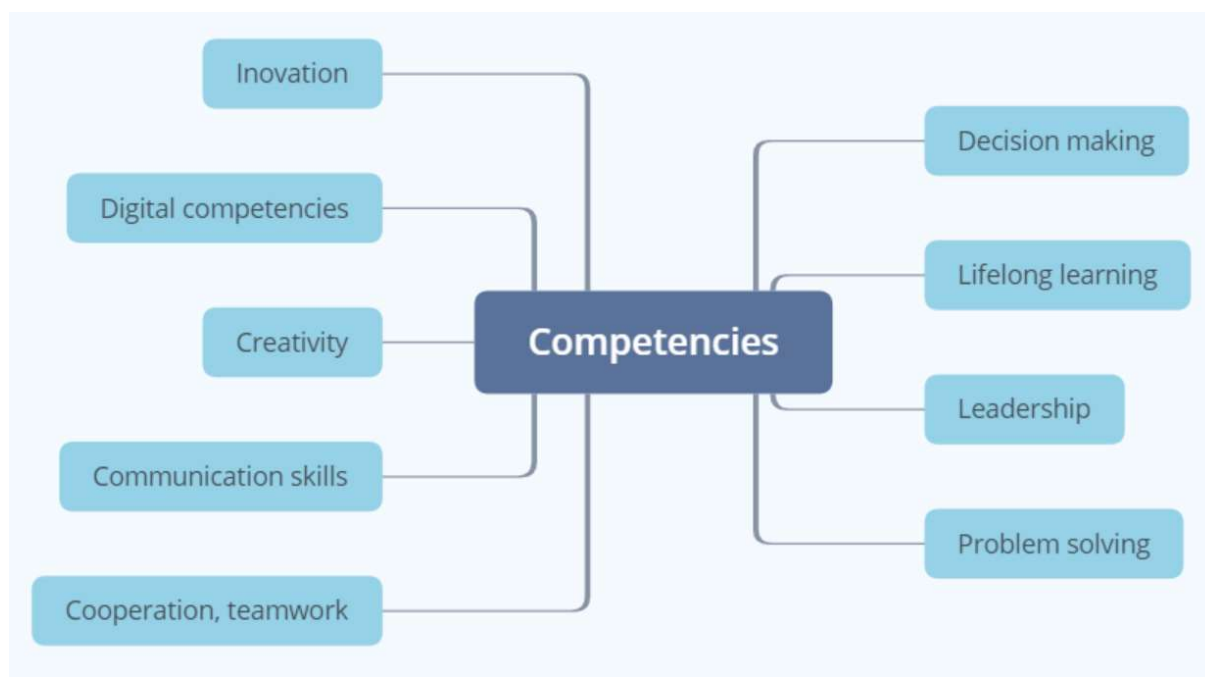 Inovation
Digital competencies
Creativity
Communication skills
Cooperation, teamwork
Competencies
Decision making
Lifelong learning
Leadership
Problem solving